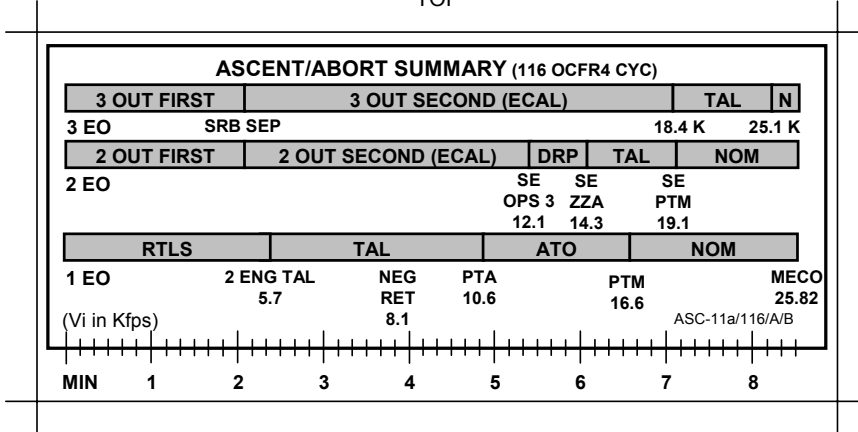 ASCENT/ABORT SUMMARY (116 OCFR4 CYC)
3 OUT FIRST 3 OUT SECOND (ECAL) TAL N
3 EO SRB SEP 18.4 K 25.1 K
2 OUT FIRST 2 OUT SECOND (ECAL) DRP TAL NOM
2 EO SE SE SE
OPS 3 ZZA PTM
12.1 14.3 19.1
RTLS TAL ATO NOM
1 EO 2 ENG TAL NEG PTA PTM MECO
5.7 RET 10.6 16.6 25.82
(Vi in Kfps) 8.1 ASC-11a/116/A/B
MIN 1 2 3 4 5 6 7 8